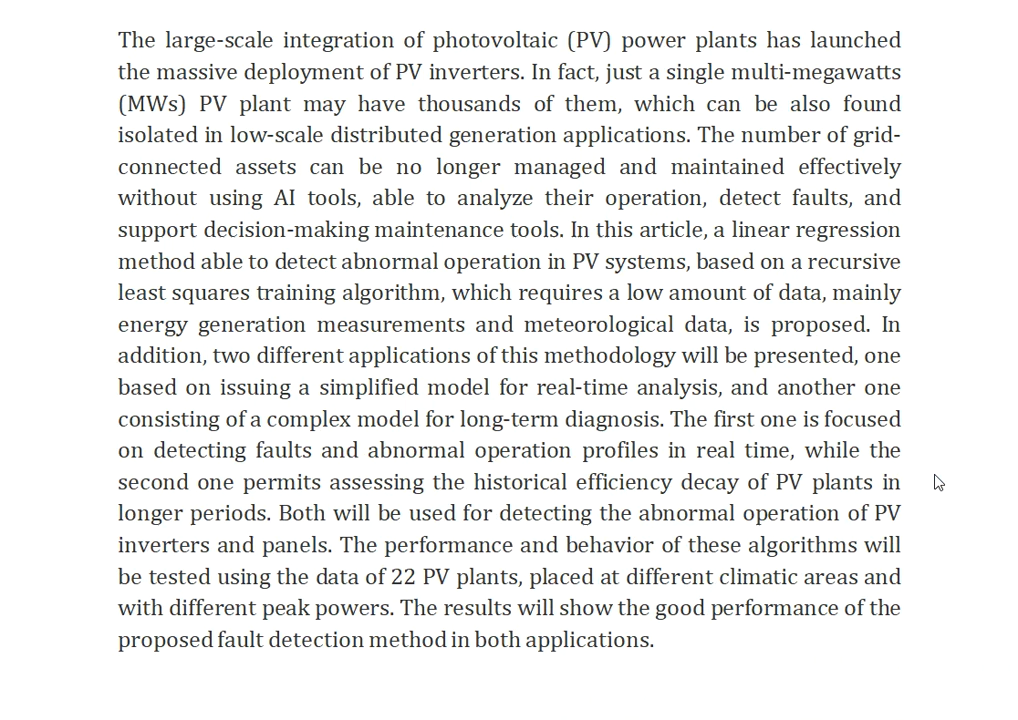 The large-scale integration of photovoltaic (PV) power plants has launched
the massive deployment of PV inverters. In fact, just a single multi-megawatts
(MWs) PV plant may have thousands of them, which can be also found
isolated in low-scale distributed generation applications. The number of grid-
connected assets can be no longer managed and maintained effectively
without using AI tools, able to analyze their operation, detect faults, and
support decision-making maintenance tools. In this article, a linear regression
method able to detect abnormal operation in PV systems, based on a recursive
least squares training algorithm, which requires a low amount of data, mainly
energy generation measurements and meteorological data, is proposed. In
addition, two different applications of this methodology will be presented, one
based on issuing a simplified model for real-time analysis, and another one
consisting of a complex model for long-term diagnosis. The first one is focused
on detecting faults and abnormal operation profiles in real time, while the
second one permits assessing the historical efficiency decay of PV plants in
longer periods. Both will be used for detecting the abnormal operation of PV
inverters and panels. The performance and behavior of these algorithms will
be tested using the data of 22 PV plants, placed at different climatic areas and
with different peak powers. The results will show the good performance of the
proposed fault detection method in both applications.